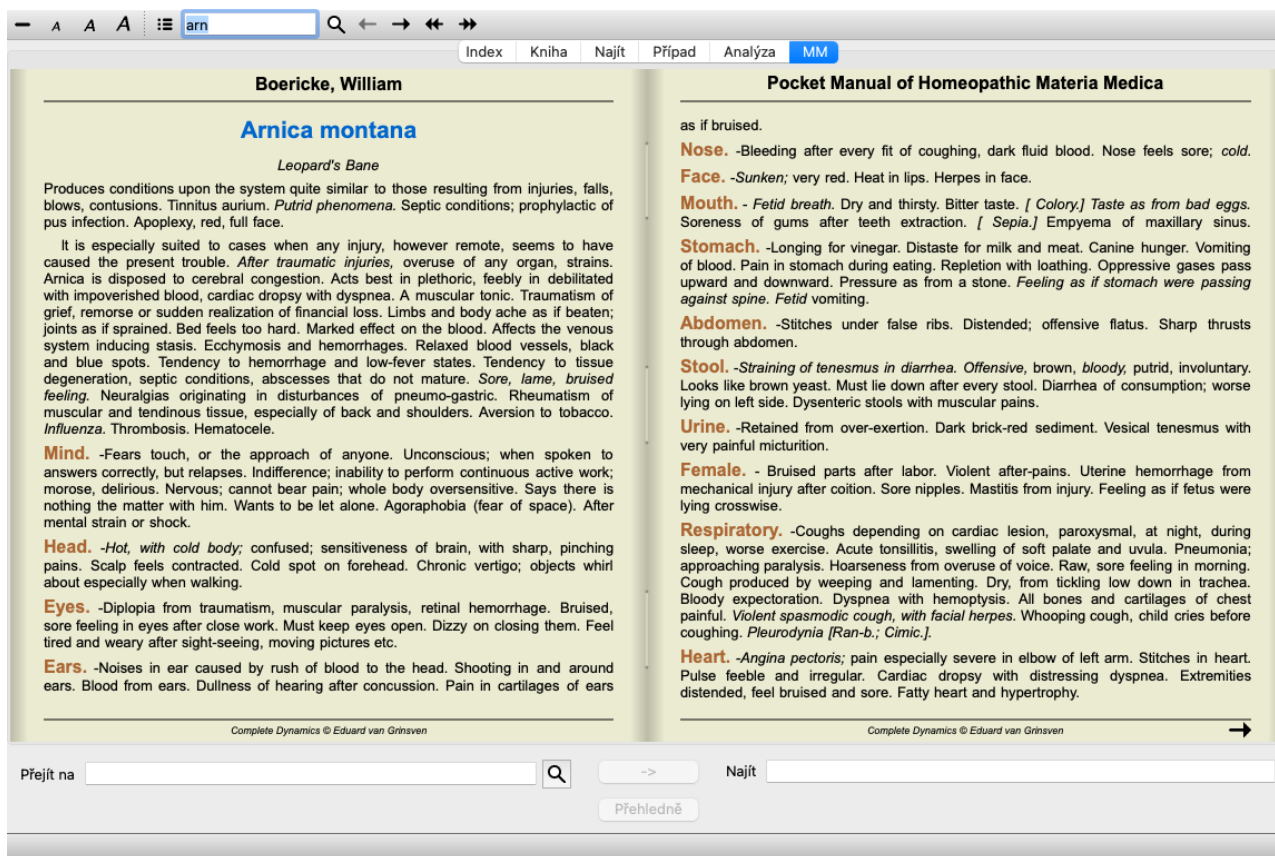 A A A arn
Index Kniha Najít Případ Analýza MM
Boericke, William
Arnica montana
Leopard's Bane
Produces conditions upon the system quite similar to those resulting from injuries, falls,
blows, contusions. Tinnitus aurium. Putrid phenomena. Septic conditions; prophylactic of
pus infection. Apoplexy, red, full face.
It is especially suited to cases when any injury, however remote, seems to have
caused the present trouble. After traumatic injuries, overuse of any organ, strains.
Arnica is disposed to cerebral congestion. Acts best in plethoric, feebly in debilitated
with impoverished blood, cardiac dropsy with dyspnea. A muscular tonic. Traumatism of
grief, remorse or sudden realization of financial loss. Limbs and body ache as if beaten;
joints as if sprained. Bed feels too hard. Marked effect on the blood. Affects the venous
system inducing stasis. Ecchymosis and hemorrhages. Relaxed blood vessels, black
and blue spots. Tendency to hemorrhage and low-fever states. Tendency to tissue
degeneration, septic conditions, abscesses that do not mature. Sore, lame, bruised
feeling. Neuralgias originating in disturbances of pneumo-gastric. Rheumatism of
muscular and tendinous tissue, especially of back and shoulders. Aversion to tobacco.
Influenza. Thrombosis. Hematocele.
Mind. -Fears touch, or the approach of anyone. Unconscious; when spoken to
answers correctly, but relapses. Indifference; inability to perform continuous active work;
morose, delirious. Nervous; cannot bear pain; whole body oversensitive. Says there is
nothing the matter with him. Wants to be let alone. Agoraphobia (fear of space). After
mental strain or shock.
Head. -Hot, with cold body; confused; sensitiveness of brain, with sharp, pinching
pains. Scalp feels contracted. Cold spot on forehead. Chronic vertigo; objects whirl
about especially when walking.
Eyes. -Diplopia from traumatism, muscular paralysis, retinal hemorrhage. Bruised,
sore feeling in eyes after close work. Must keep eyes open. Dizzy on closing them. Feel
tired and weary after sight-seeing, moving pictures etc.
Ears. -Noises in ear caused by rush of blood to the head. Shooting in and around
ears. Blood from ears. Dullness of hearing after concussion. Pain in cartilages of ears
Complete Dynamics © Eduard van Grinsven
Pocket Manual of Homeopathic Materia Medica
as if bruised.
Nose. -Bleeding after every fit of coughing, dark fluid blood. Nose feels sore; cold.
Face. -Sunken; very red. Heat in lips. Herpes in face.
Mouth. - Fetid breath. Dry and thirsty. Bitter taste. [ Colory.] Taste as from bad eggs.
Soreness of gums after teeth extraction. [ Sepia.] Empyema of maxillary sinus.
Stomach. -Longing for vinegar. Distaste for milk and meat. Canine hunger. Vomiting
of blood. Pain in stomach during eating. Repletion with loathing. Oppressive gases pass
upward and downward. Pressure as from a stone. Feeling as if stomach were passing
against spine. Fetid vomiting.
Abdomen. -Stitches under false ribs. Distended; offensive flatus. Sharp thrusts
through abdomen.
Stool. -Straining of tenesmus in diarrhea. Offensive, brown, bloody, putrid, involuntary.
Looks like brown yeast. Must lie down after every stool. Diarrhea of consumption; worse
lying on left side. Dysenteric stools with muscular pains.
Urine. -Retained from over-exertion. Dark brick-red sediment. Vesical tenesmus with
very painful micturition.
Female. - Bruised parts after labor. Violent after-pains. Uterine hemorrhage from
mechanical injury after coition. Sore nipples. Mastitis from injury. Feeling as if fetus were
lying crosswise.
Respiratory. -Coughs depending on cardiac lesion, paroxysmal, at night, during
sleep, worse exercise. Acute tonsillitis, swelling of soft palate and uvula. Pneumonia;
approaching paralysis. Hoarseness from overuse of voice. Raw, sore feeling in morning.
Cough produced by weeping and lamenting. Dry, from tickling low down in trachea.
Bloody expectoration. Dyspnea with hemoptysis. All bones and cartilages of chest
painful. Violent spasmodic cough, with facial herpes. Whooping cough, child cries before
coughing. Pleurodynia [Ran-b.; Cimic.].
Heart. -Angina pectoris; pain especially severe in elbow of left arm. Stitches in heart.
Pulse feeble and irregular. Cardiac dropsy with distressing dyspnea. Extremities
distended, feel bruised and sore. Fatty heart and hypertrophy.
Complete Dynamics © Eduard van Grinsven
Přejít na -> Najít
Přehledně